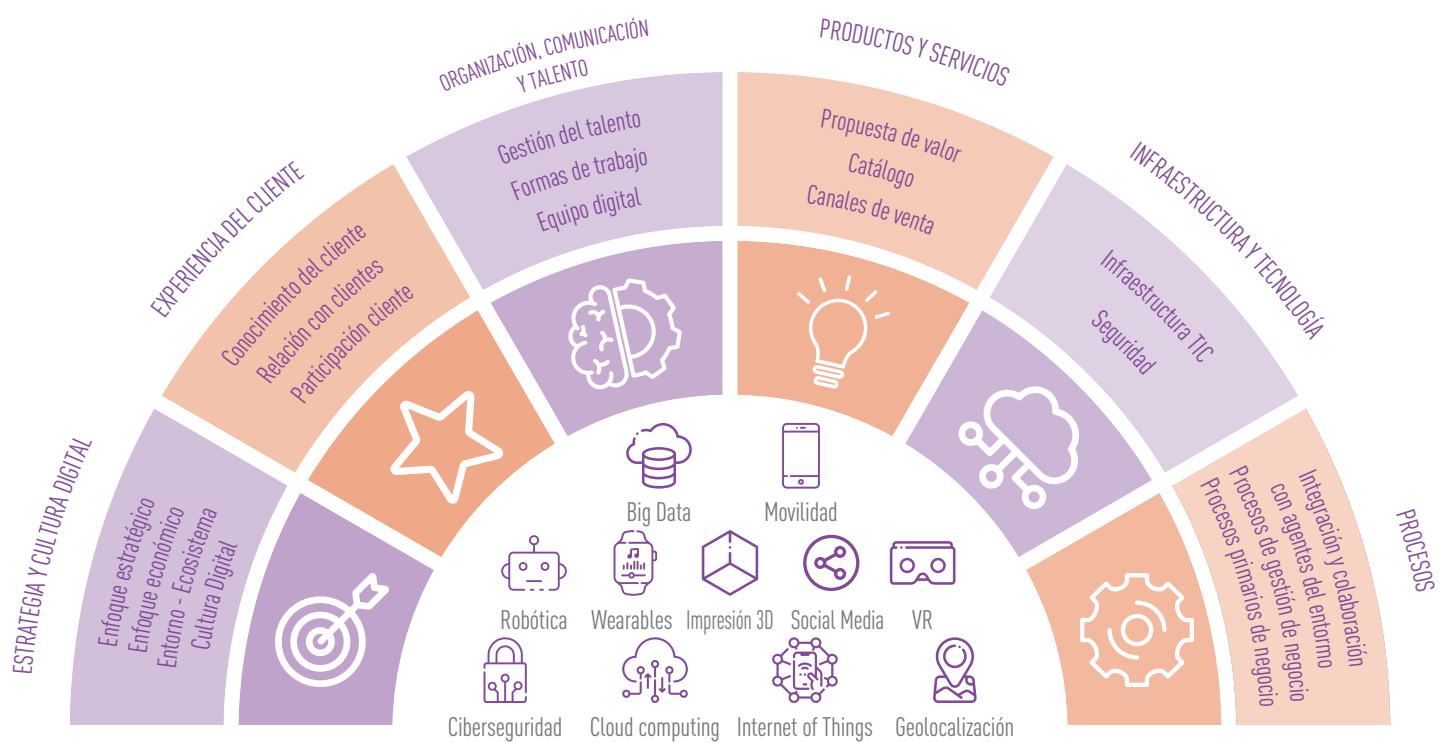 ESTRATEGIA Y CULTURA DIGITAL
Enfoque estratégico
Enfoque económico
Entorno - Ecosistema
Cultura Digital
EXPERIENCIA DEL CLIENTE
Conocimiento del cliente
Relación con clientes
Participación cliente
ORGANIZACIÓN, COMUNICACIÓN
Y TALENTO
Gestión del talento
Formas de trabajo
Equipo digital
PRODUCTOS Y SERVICIOS
Propuesta de valor
Catálogo
Canales de venta
INFRAESTRUCTURA Y TECNOLOGÍA
Infraestructura TIC
Seguridad
PROCESOS
Integración y colaboración
con agentes del entorno
Procesos de gestión de negocio
Procesos primarios de negocio
Big Data
Movilidad
Robótica
Wearables
Impresión 3D
Social Media
VR
Ciberseguridad
Cloud computing
Internet of Things
Geolocalización